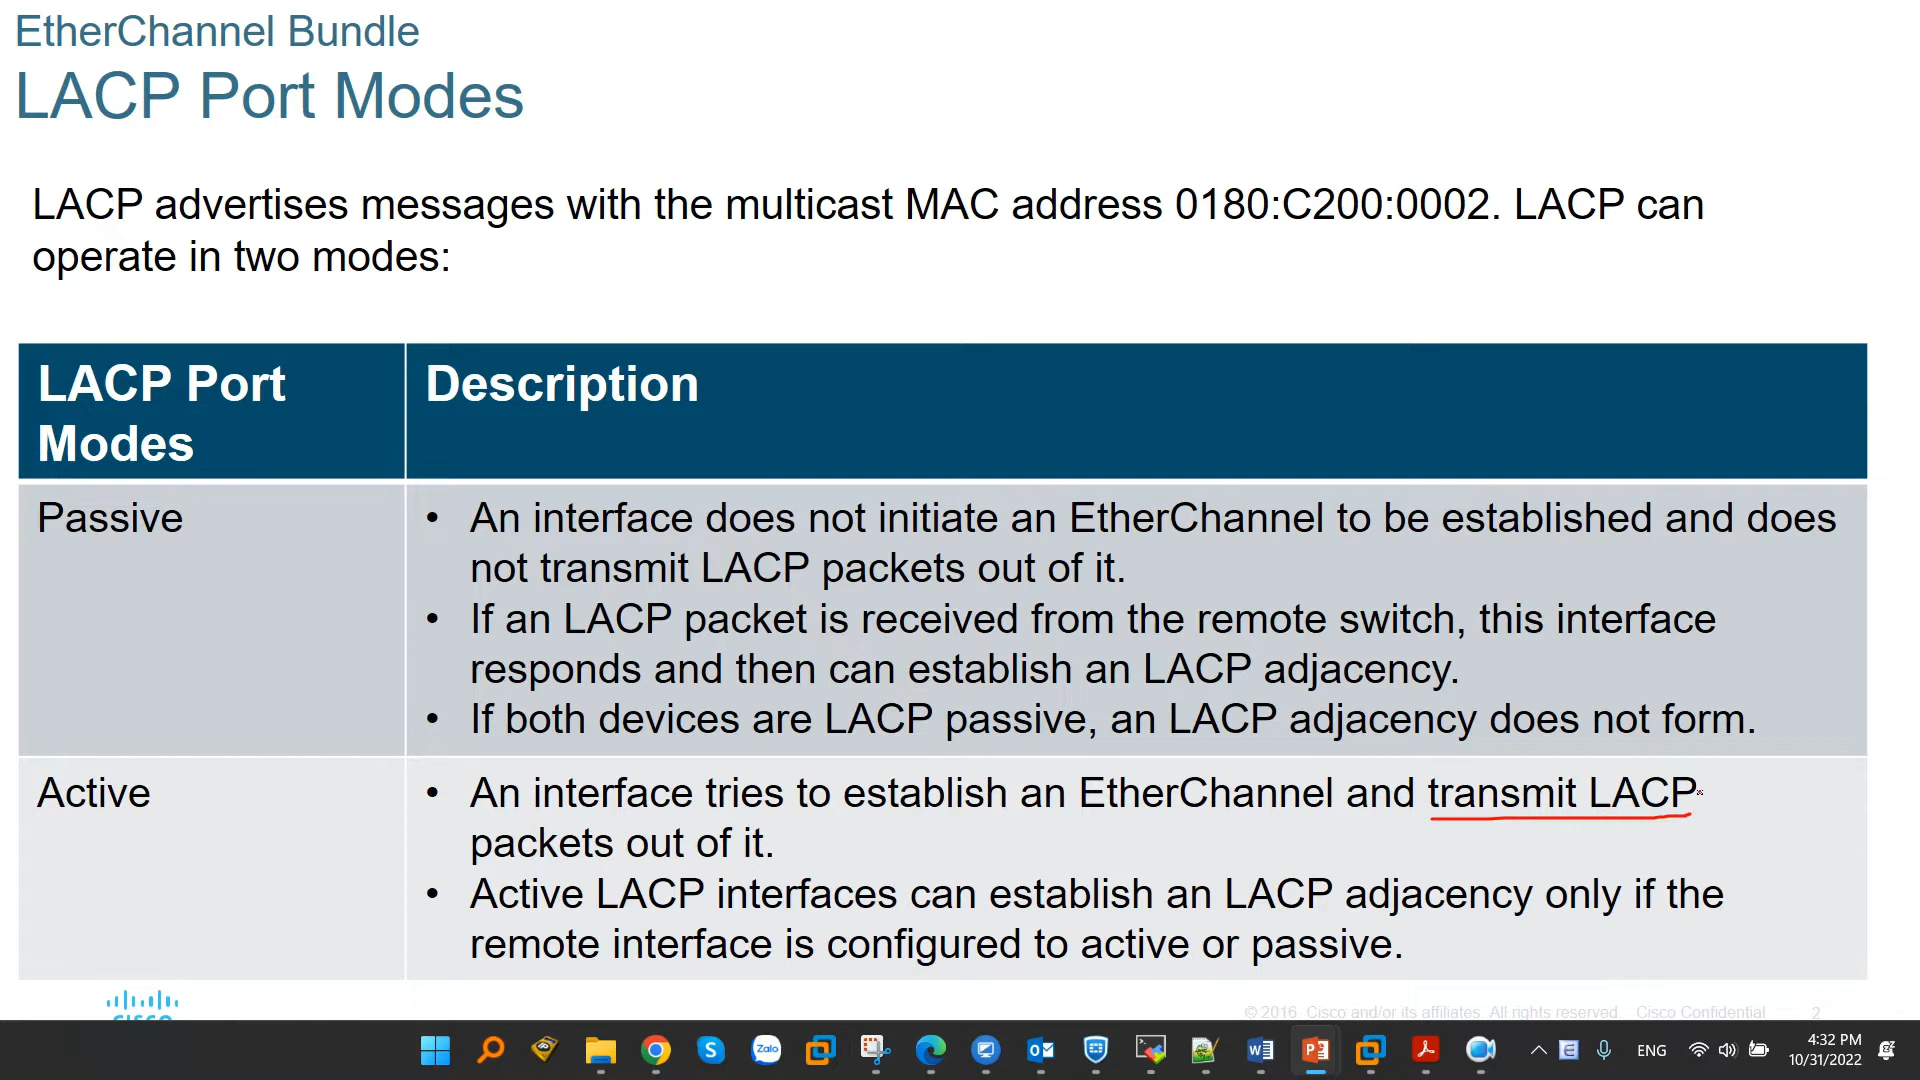 EtherChannel Bundle
LACP Port Modes
LACP advertises messages with the multicast MAC address 0180:C200:0002. LACP can
operate in two modes:
LACP Port
Modes
Description
Passive
• An interface does not initiate an EtherChannel to be established and does
not transmit LACP packets out of it.
• If an LACP packet is received from the remote switch, this interface
responds and then can establish an LACP adjacency.
• If both devices are LACP passive, an LACP adjacency does not form.
Active
• An interface tries to establish an EtherChannel and transmit LACP
packets out of it.
• Active LACP interfaces can establish an LACP adjacency only if the
remote interface is configured to active or passive.
© 2016 Cisco and/or its affiliates. All rights reserved. Cisco Confidential 2
Zalo
ENG
4:32 PM
10/31/2022